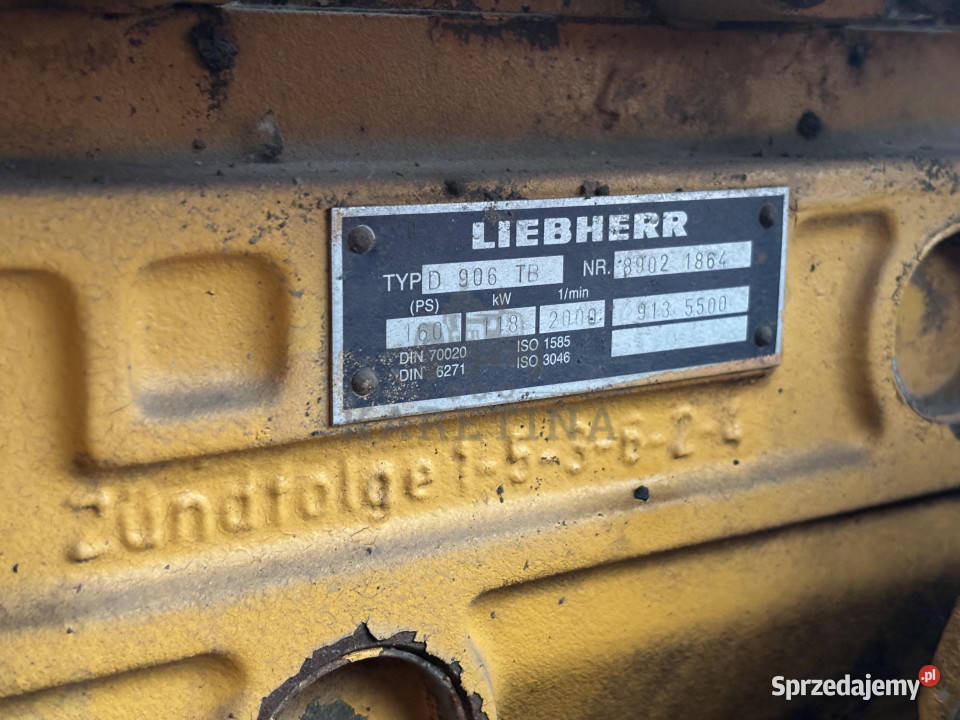 LIEBHERR
TYP D 906 TB NR. 8902 1864
(PS) kW 1/min
160 118 2000 913 5500
DIN 70020 ISO 1585
DIN 6271 ISO 3046
KARETINA
Zündfolge 1-5-3-6-2-4
Sprzedajemy.pl